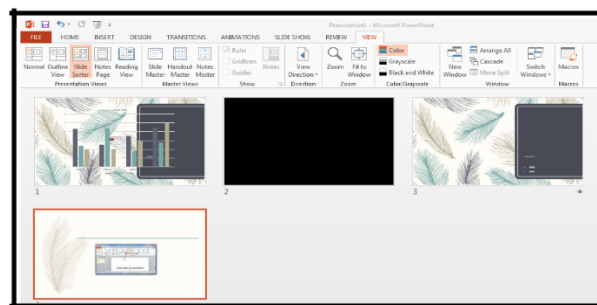 Presentation1 - Microsoft PowerPoint
FILE HOME INSERT DESIGN TRANSITIONS ANIMATIONS SLIDE SHOW REVIEW VIEW
Normal Outline View Slide Sorter Notes Page Reading View
Slide Master Handout Master Notes Master
Ruler
Gridlines
Guides
Notes
View Direction
Zoom Fit to Window
Color
Grayscale
Black and White
New Window
Arrange All
Cascade
Move Split
Switch Windows
Macros
Presentation Views Master Views Show Direction Zoom Color/Grayscale Window Macros
1 2 3